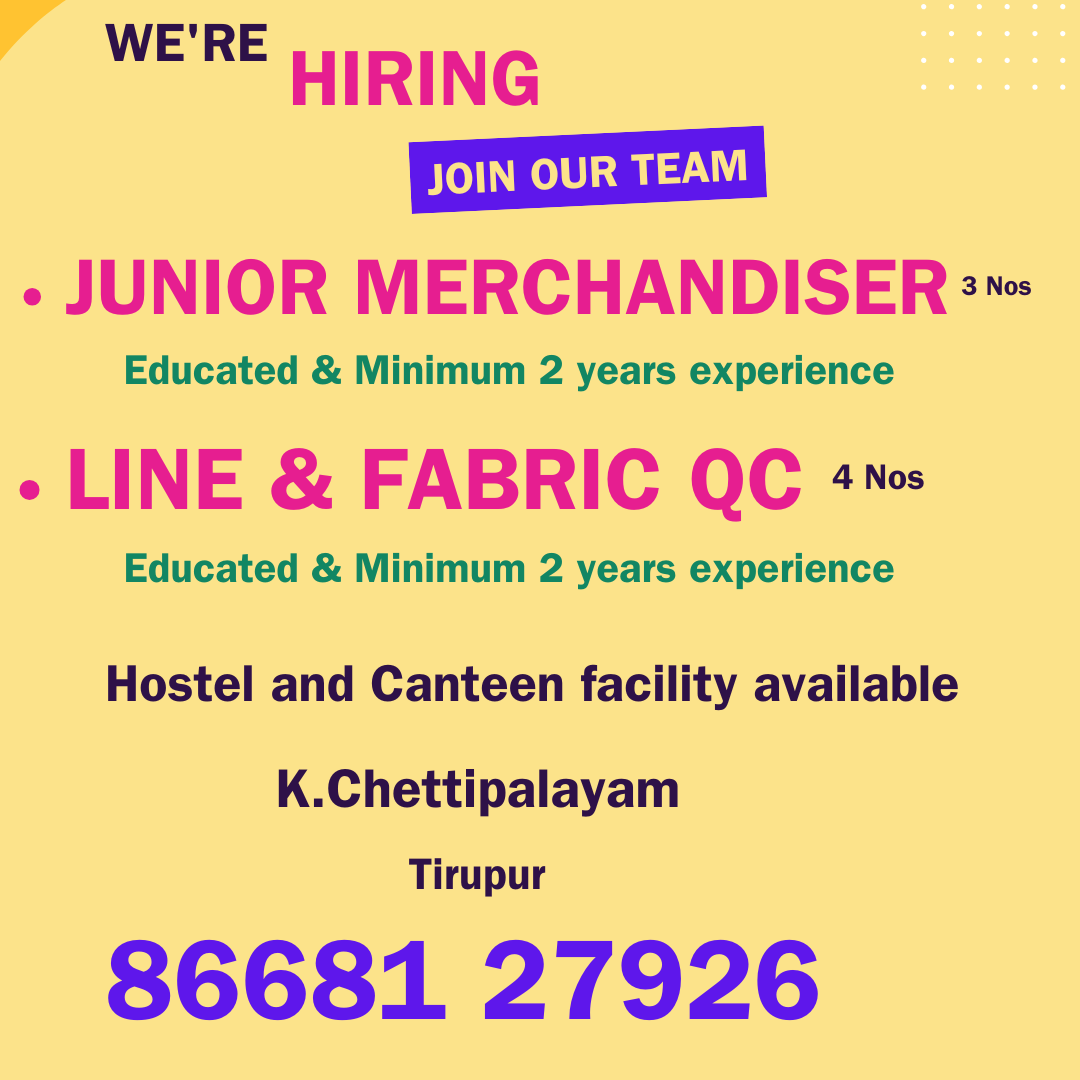 WE'RE
HIRING
JOIN OUR TEAM
• JUNIOR MERCHANDISER 3 Nos
Educated & Minimum 2 years experience
• LINE & FABRIC QC 4 Nos
Educated & Minimum 2 years experience
Hostel and Canteen facility available
K.Chettipalayam
Tirupur
86681 27926